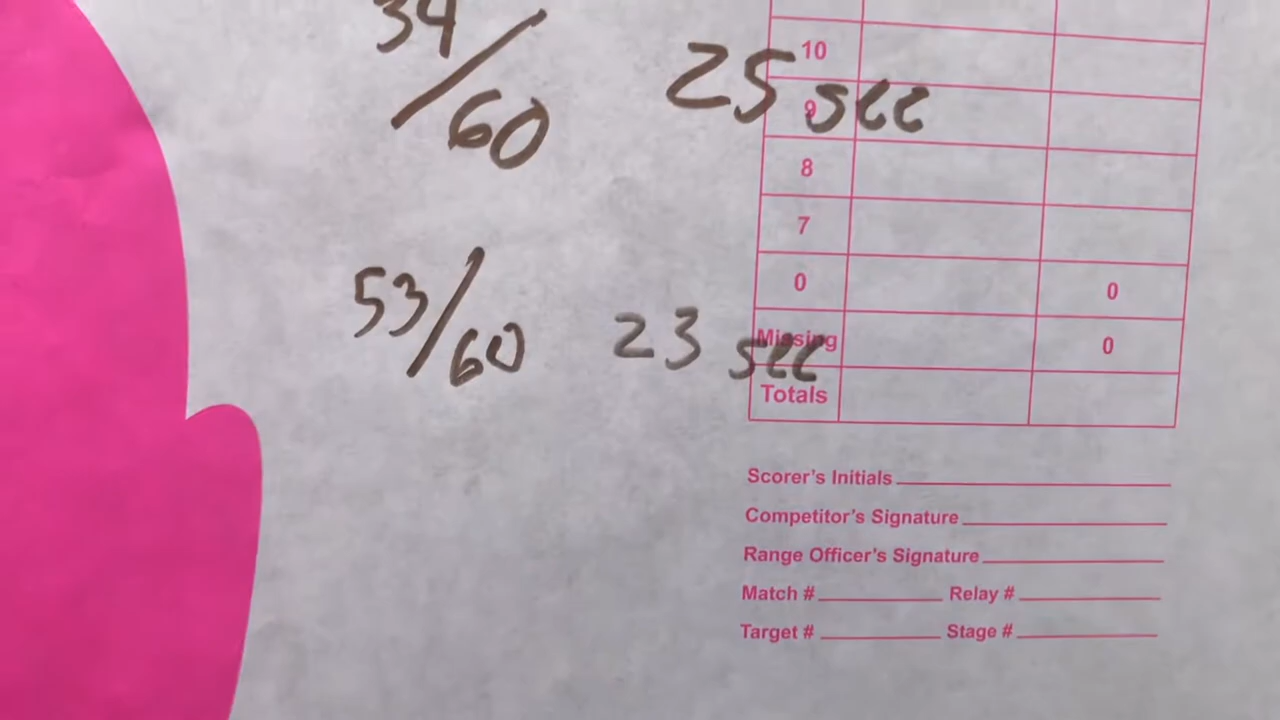 34/60 25 sec
53/60 23 sec
10
9
8
7
0 0
Missing 0
Totals
Scorer's Initials
Competitor's Signature
Range Officer's Signature
Match # Relay #
Target # Stage #